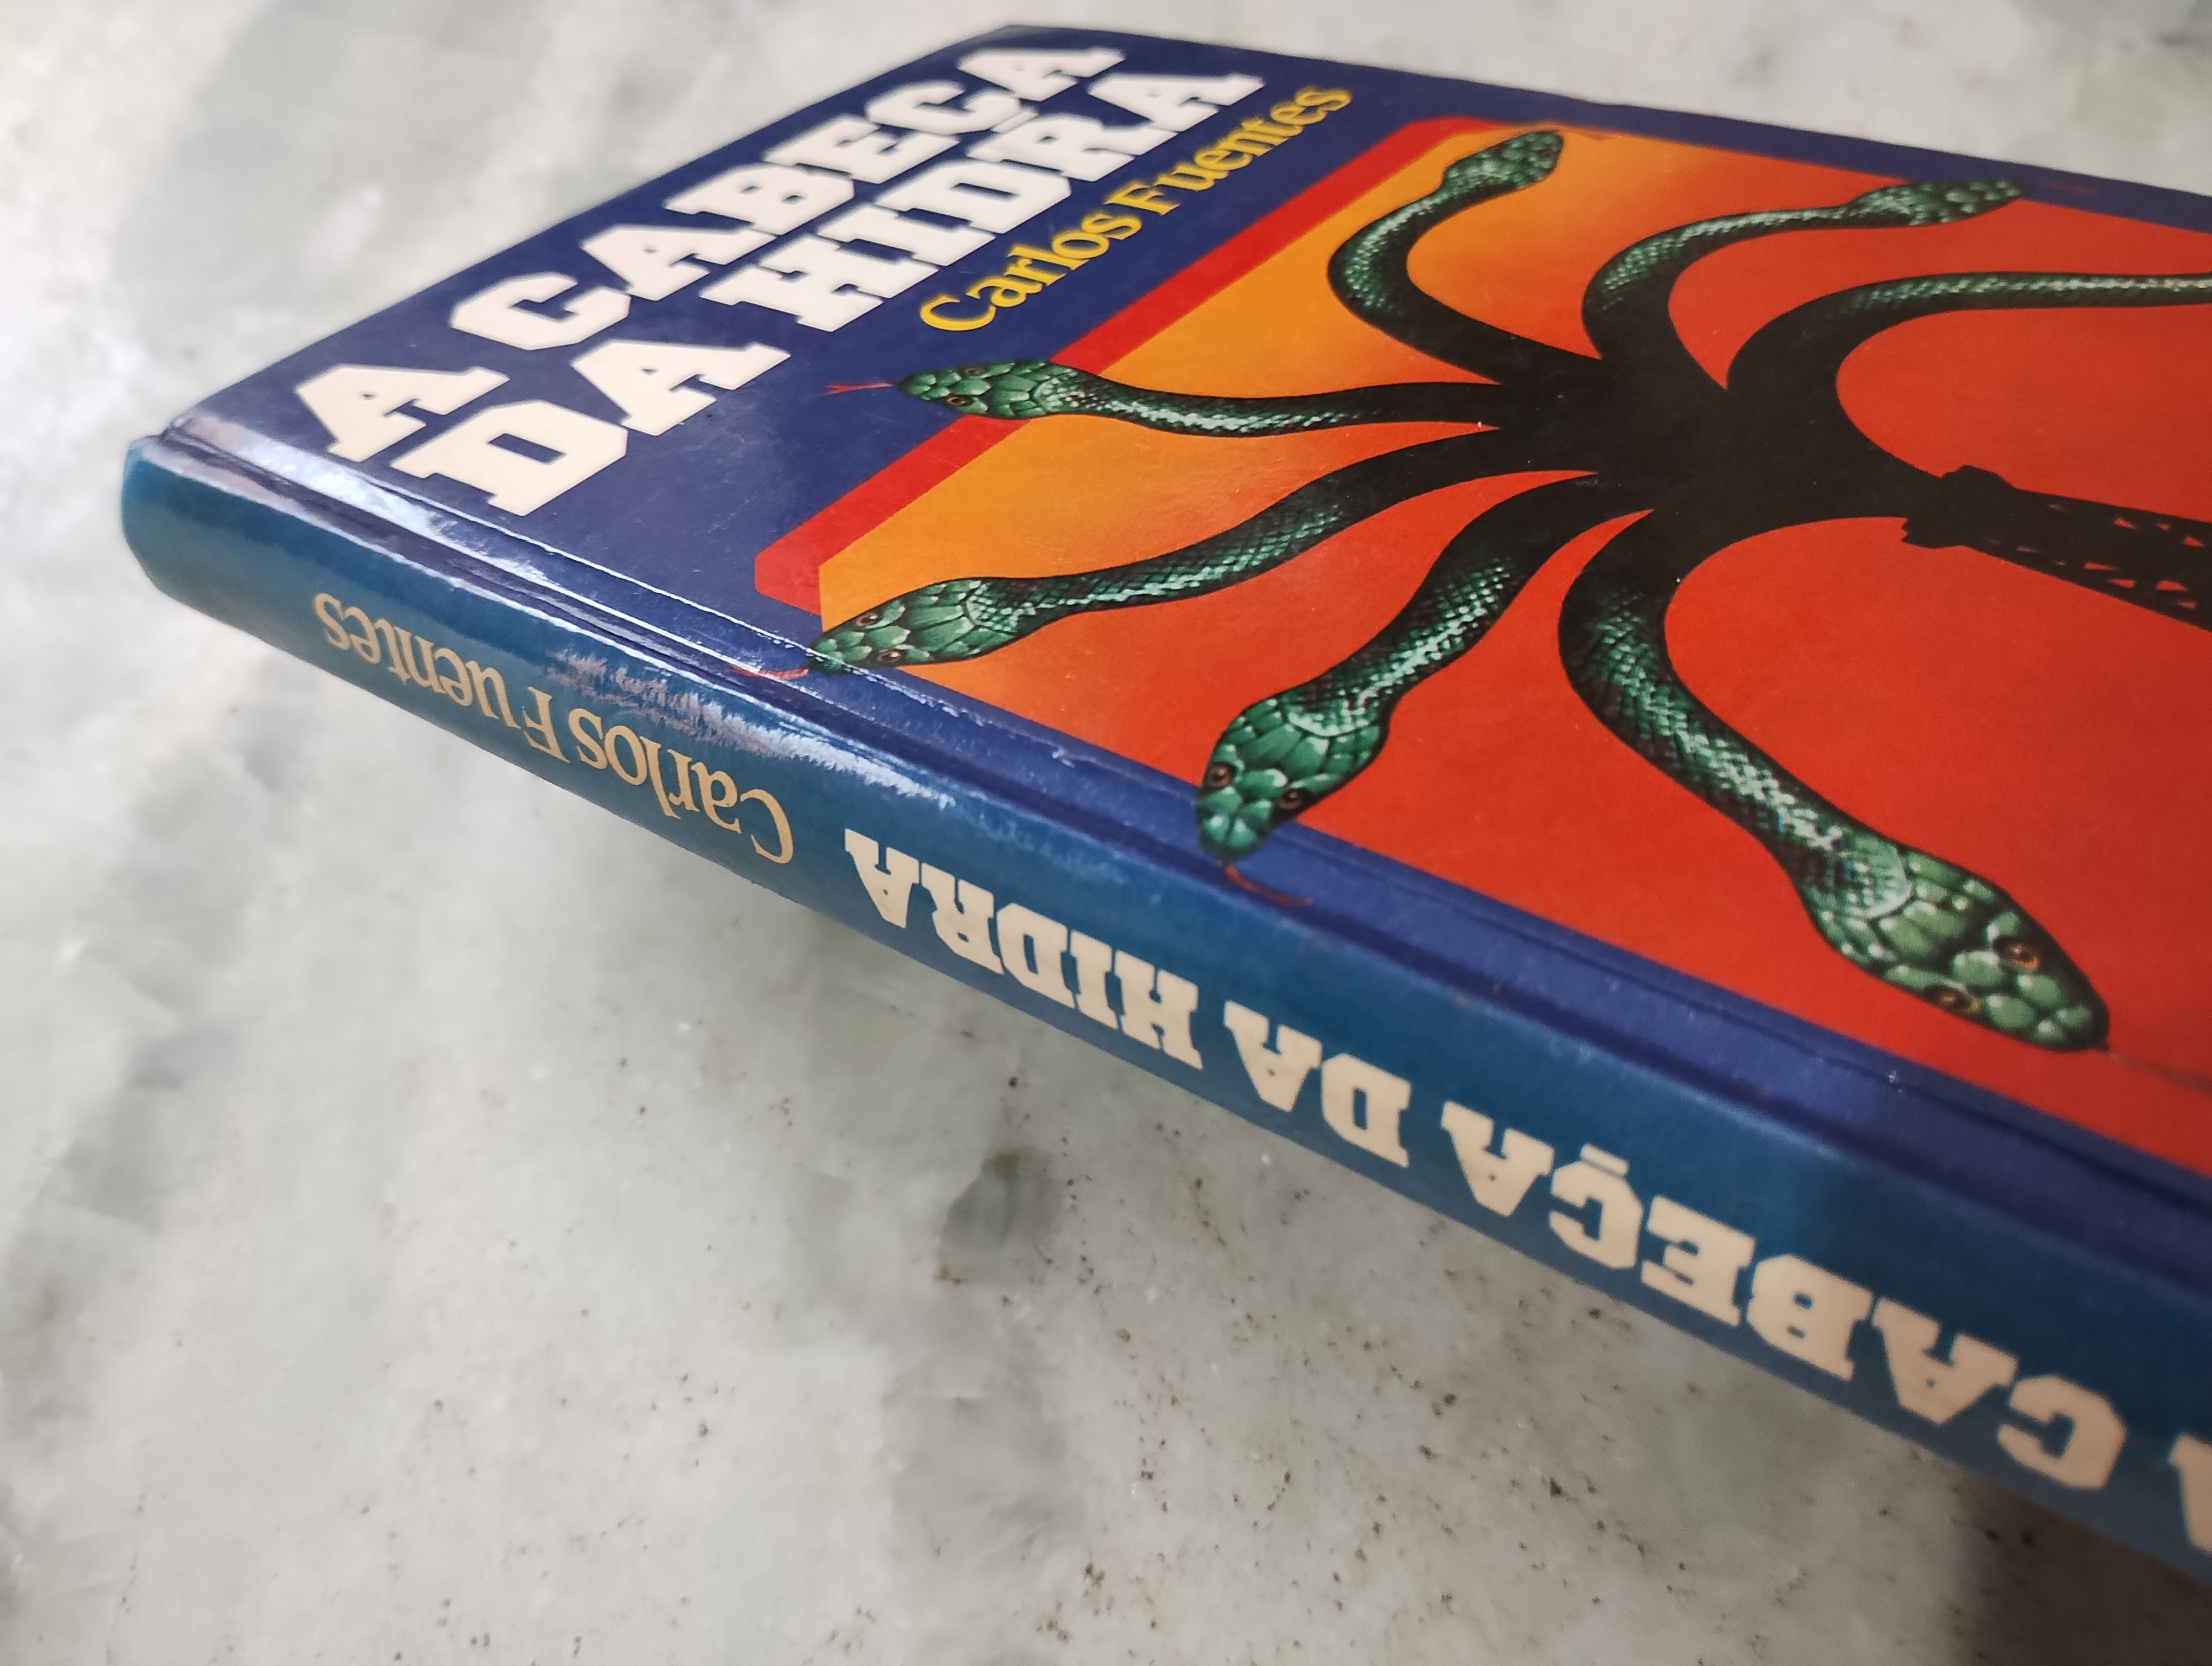 A CABEÇA
DA HIDRA
Carlos Fuentes
A CABEÇA DA HIDRA Carlos Fuentes